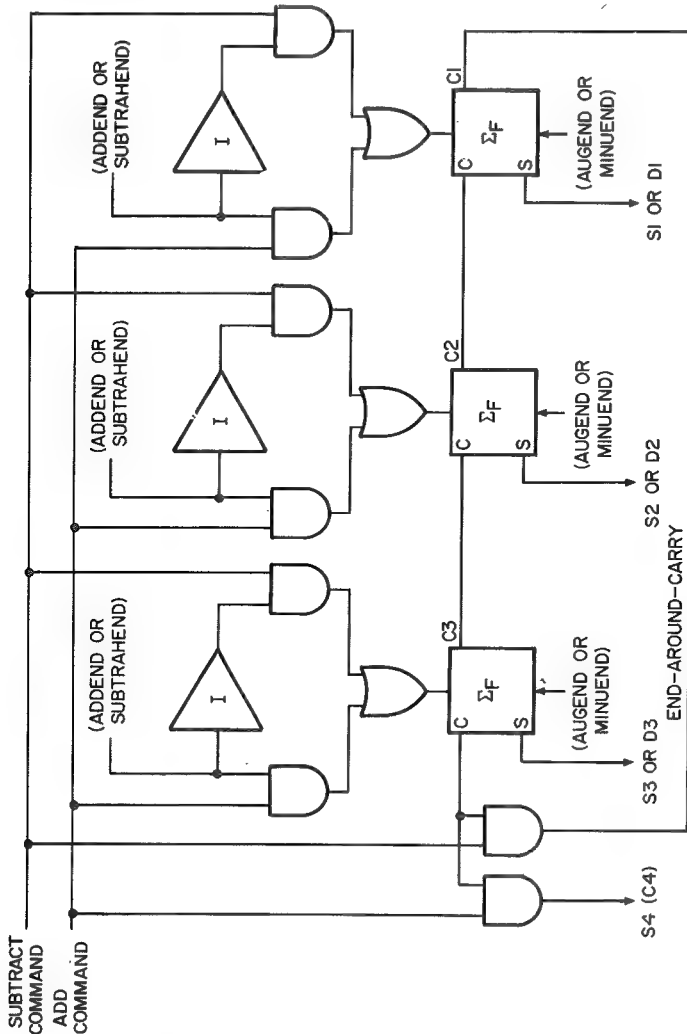 SUBTRACT
COMMAND
ADD
COMMAND
(ADDEND OR
SUBTRAHEND)
(ADDEND OR
SUBTRAHEND)
(ADDEND OR
SUBTRAHEND)
I
I
I
C3
C2
C1
C
ΣF
S
C
ΣF
S
C
ΣF
S
(AUGEND OR
MINUEND)
(AUGEND OR
MINUEND)
(AUGEND OR
MINUEND)
S4 (C4)
S3 OR D3
S2 OR D2
S1 OR D1
END-AROUND-CARRY